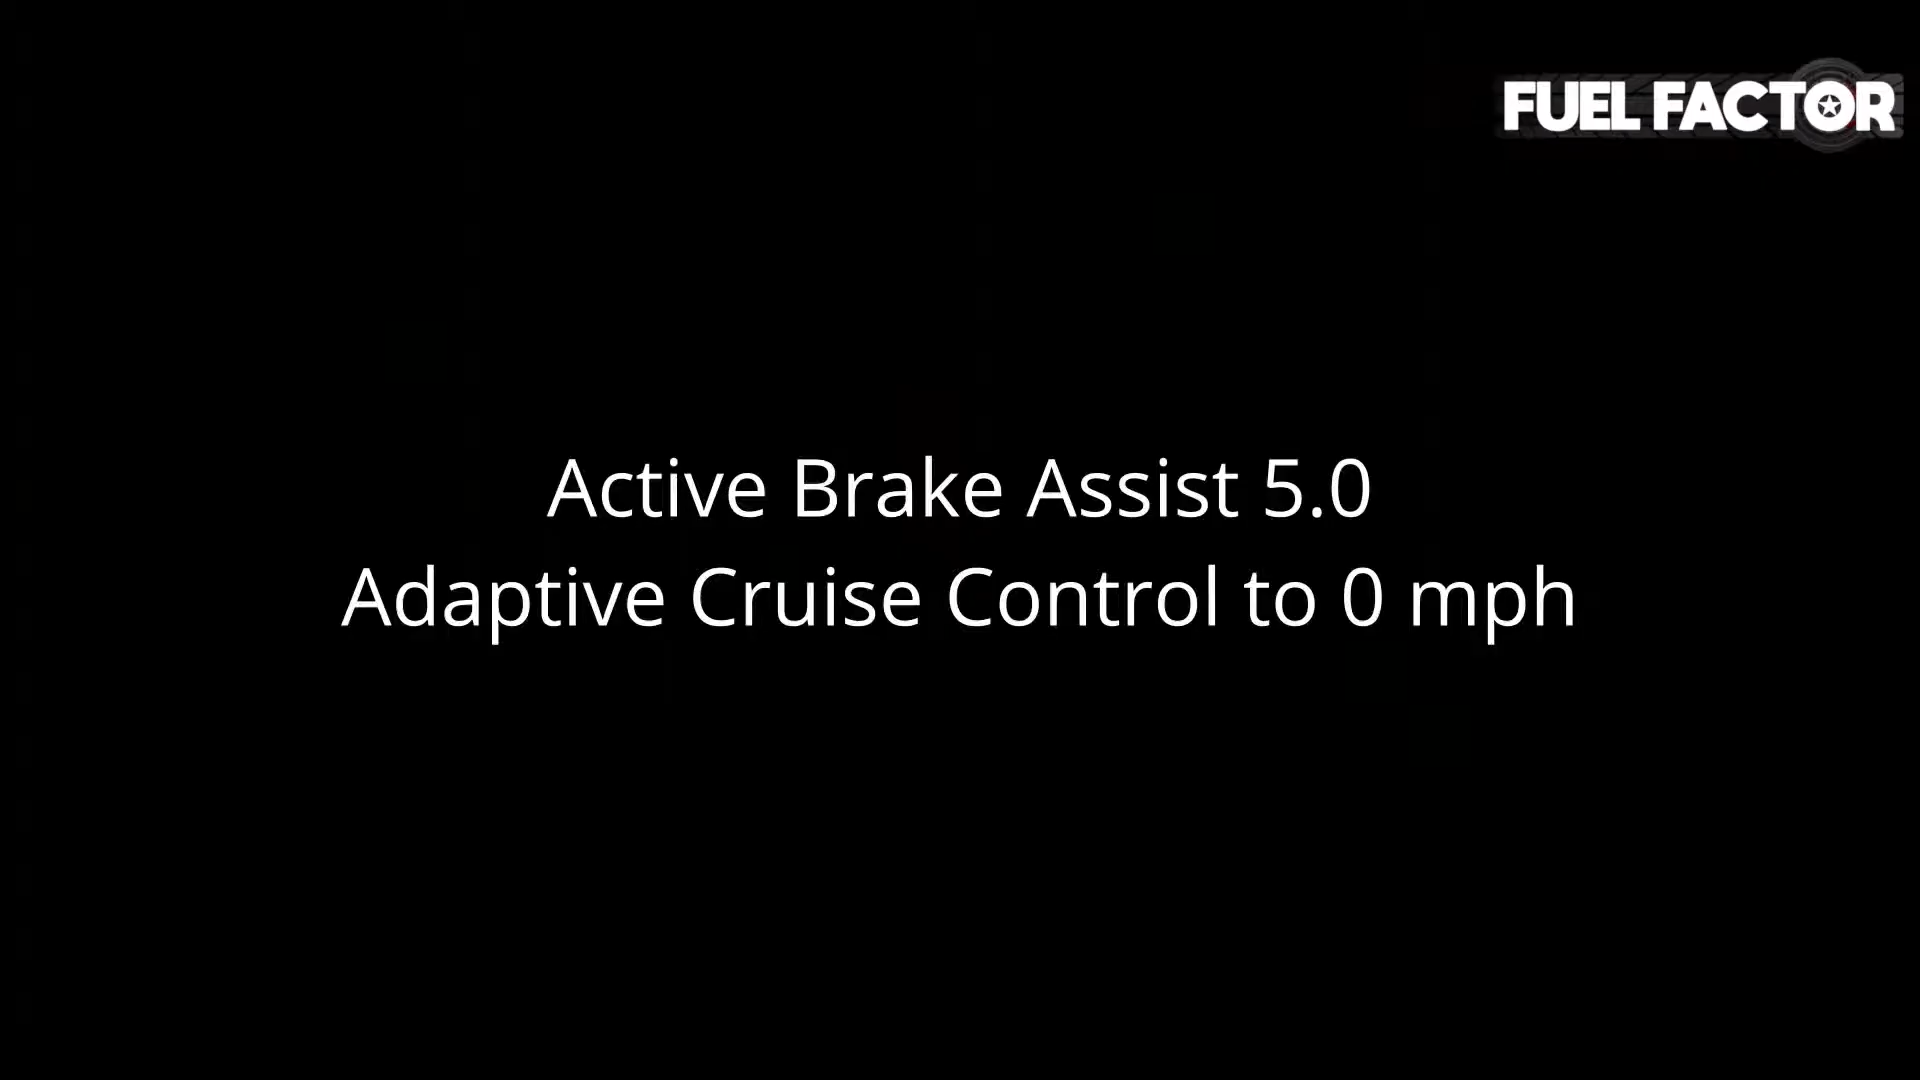 FUEL FACTOR
Active Brake Assist 5.0
Adaptive Cruise Control to 0 mph